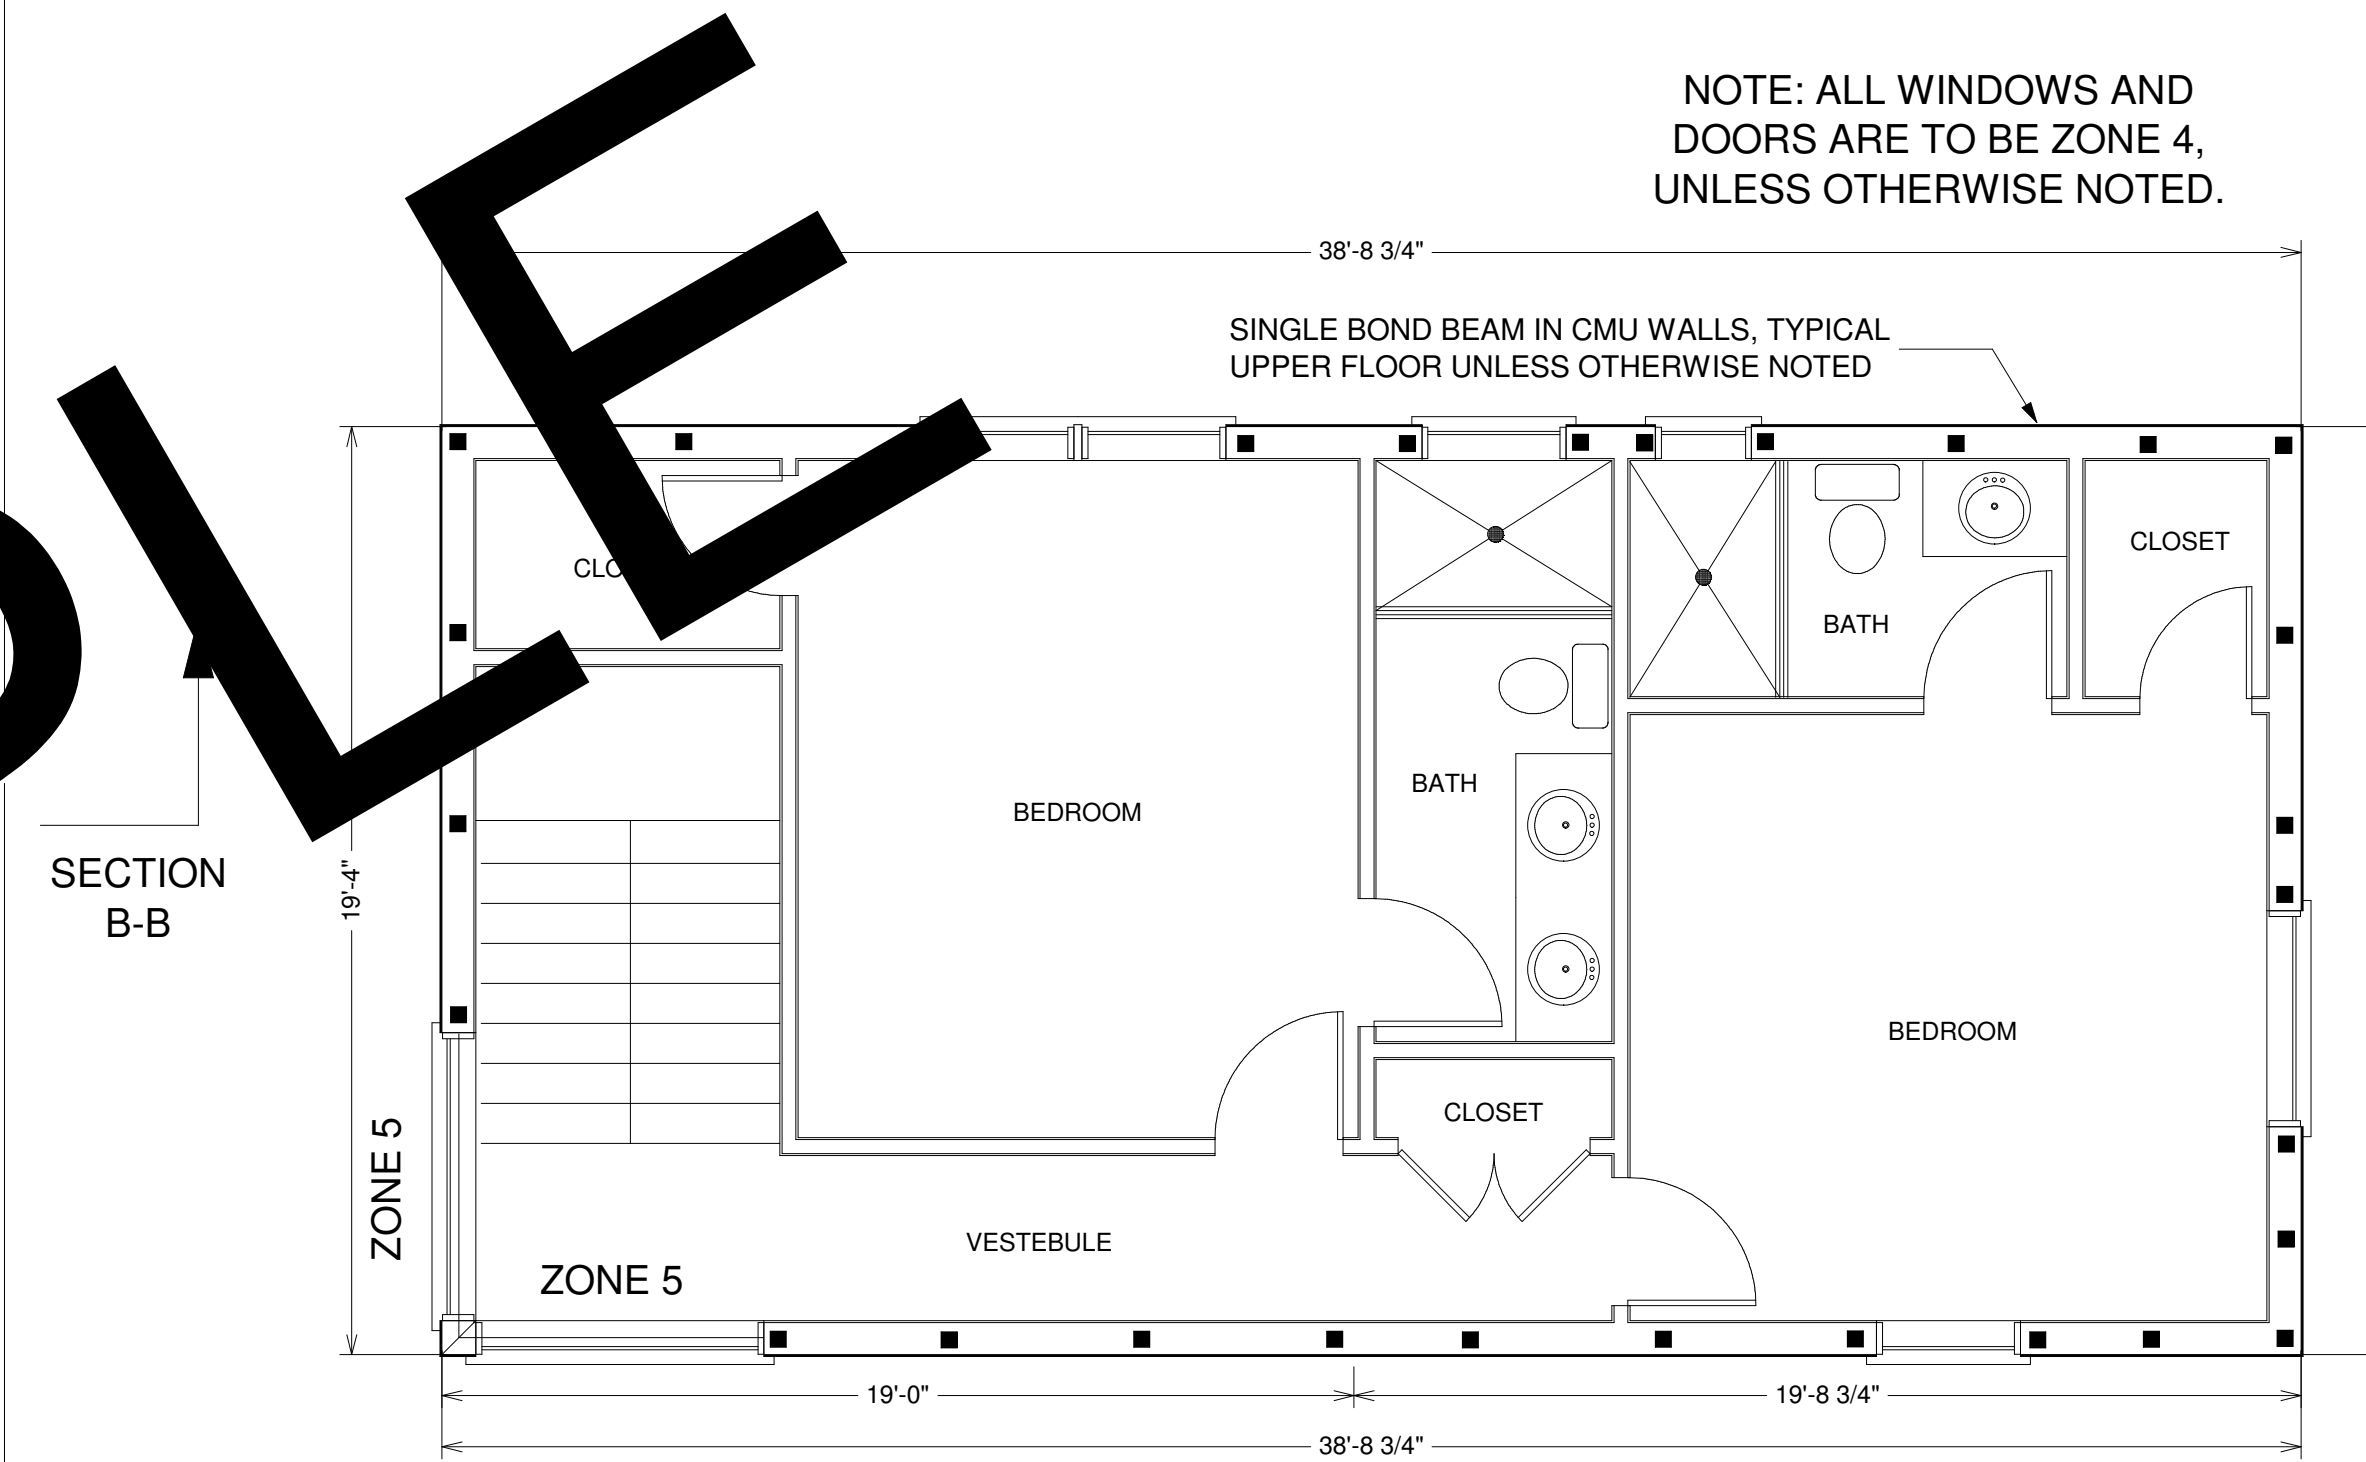 NOTE: ALL WINDOWS AND
DOORS ARE TO BE ZONE 4,
UNLESS OTHERWISE NOTED.
38'-8 3/4"
SINGLE BOND BEAM IN CMU WALLS, TYPICAL
UPPER FLOOR UNLESS OTHERWISE NOTED
CLOSET
BATH
BEDROOM
BATH
SECTION
B-B
19'-4"
BEDROOM
CLOSET
ZONE 5
VESTEBULE
ZONE 5
19'-0"
19'-8 3/4"
38'-8 3/4"